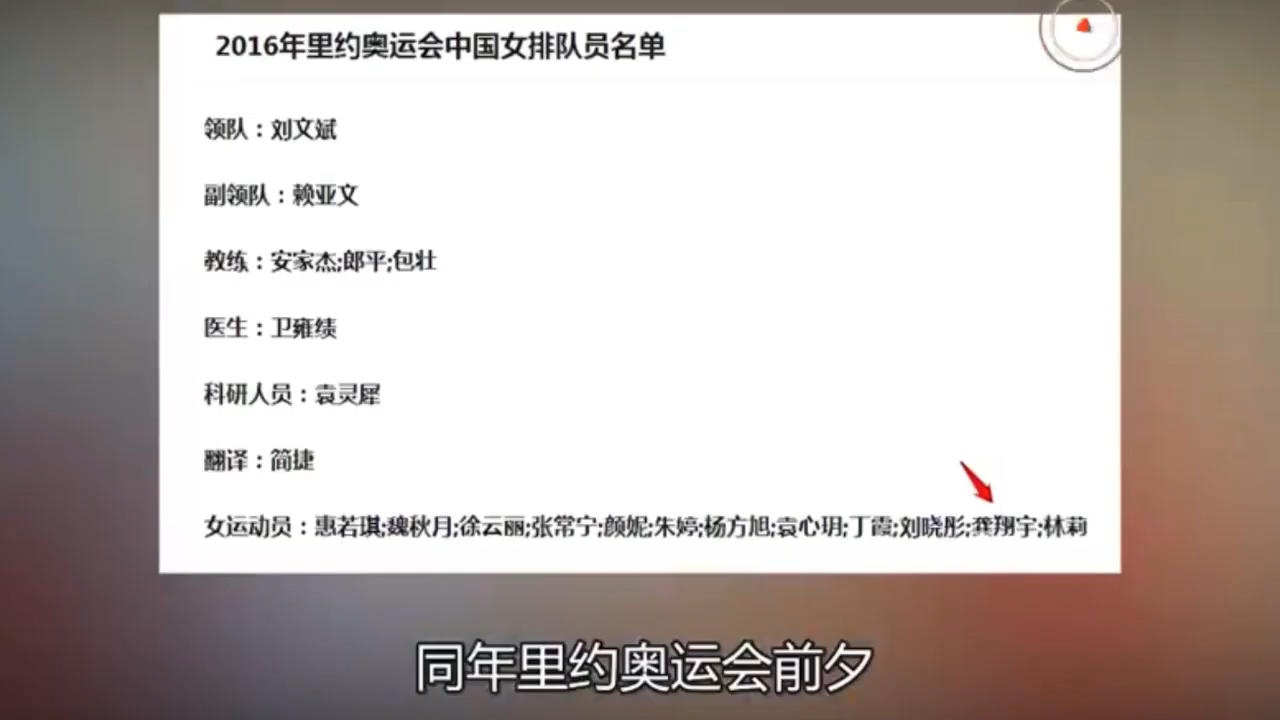 2016年里约奥运会中国女排队员名单
领队：刘文斌
副领队：赖亚文
教练：安家杰;郎平;包壮
医生：卫雍绩
科研人员：袁灵犀
翻译：简捷
女运动员：惠若琪;魏秋月;徐云丽;张常宁;颜妮;朱婷;杨方旭;袁心玥;丁霞;刘晓彤;龚翔宇;林莉
同年里约奥运会前夕